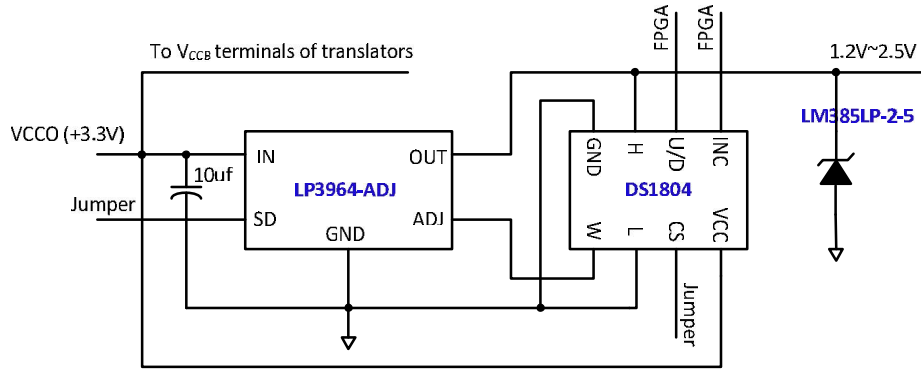 To VCCB terminals of translators
FPGA
FPGA
1.2V~2.5V
LM385LP-2-5
VCCO (+3.3V)
IN
OUT
10uf
LP3964-ADJ
Jumper
SD
ADJ
GND
GND
H
U/D
INC
DS1804
W
L
CS
VCC
Jumper